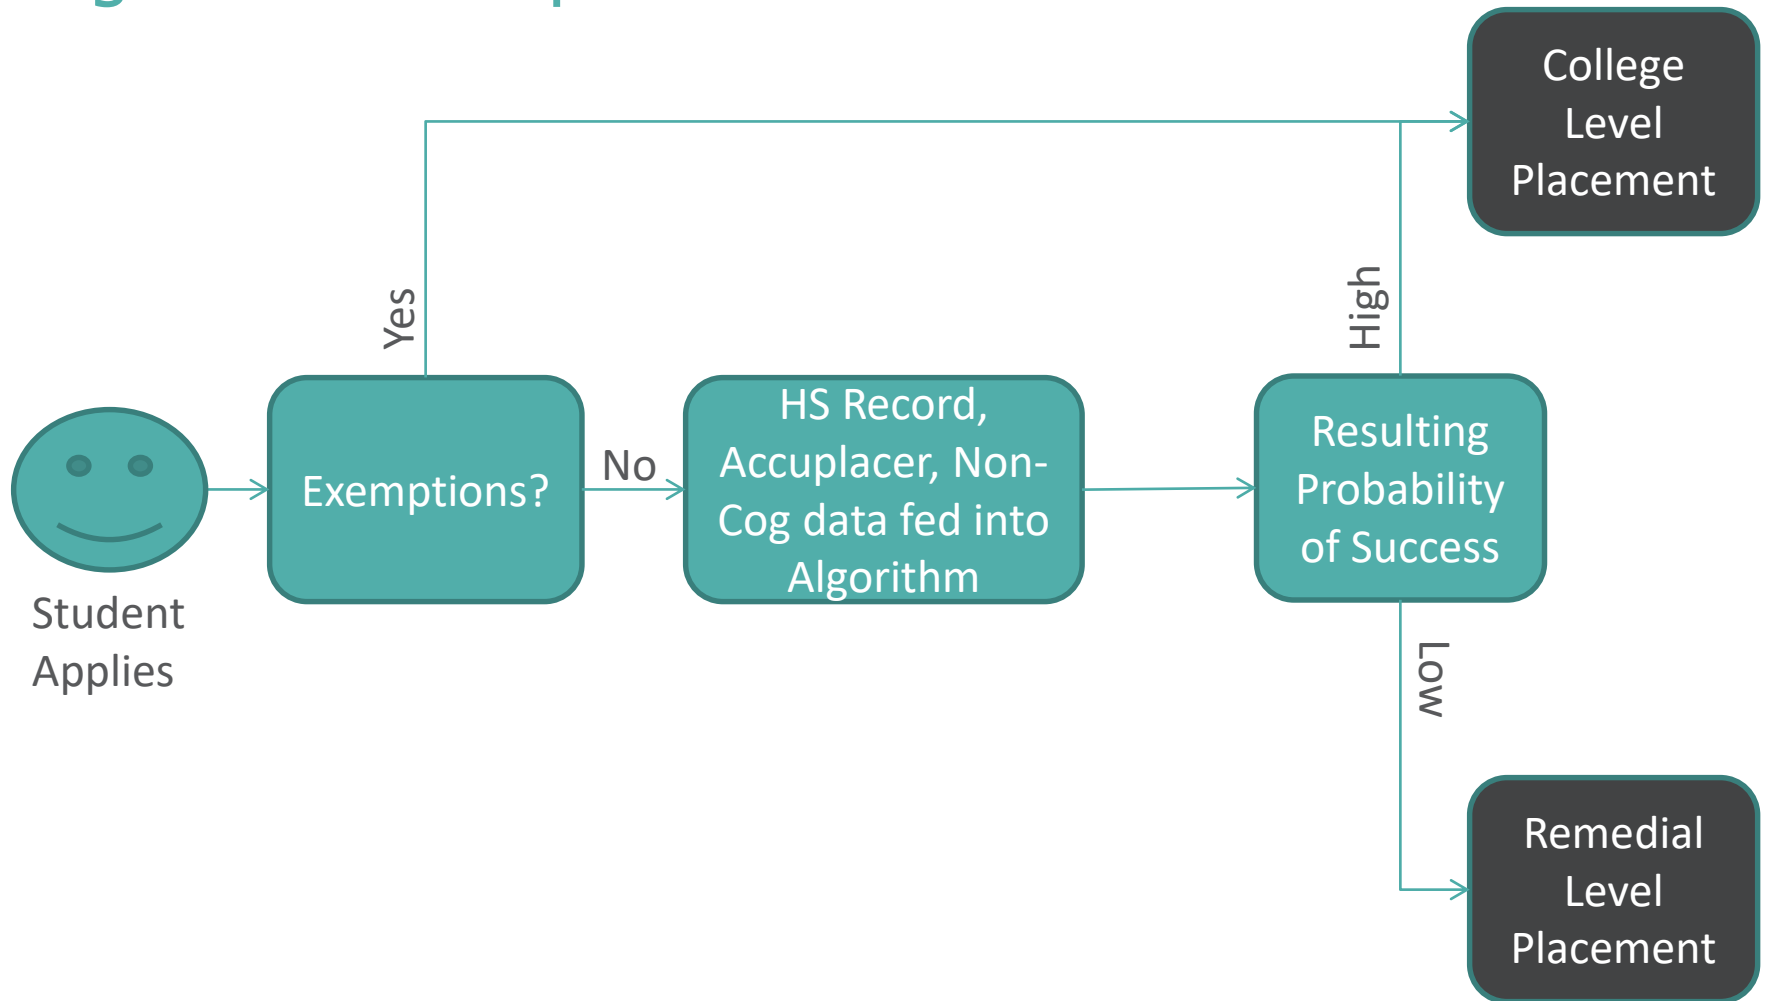 College
Level
Placement
Yes
High
Exemptions?
No
HS Record,
Accuplacer, Non-
Cog data fed into
Algorithm
Resulting
Probability
of Success
Student
Applies
Low
Remedial
Level
Placement